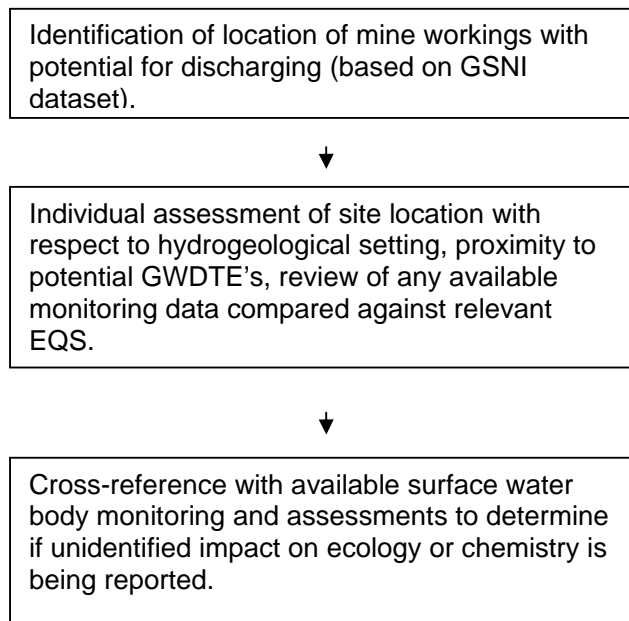 Identification of location of mine workings with
potential for discharging (based on GSNI
dataset).
Individual assessment of site location with
respect to hydrogeological setting, proximity to
potential GWDTE’s, review of any available
monitoring data compared against relevant
EQS.
Cross-reference with available surface water
body monitoring and assessments to determine
if unidentified impact on ecology or chemistry is
being reported.